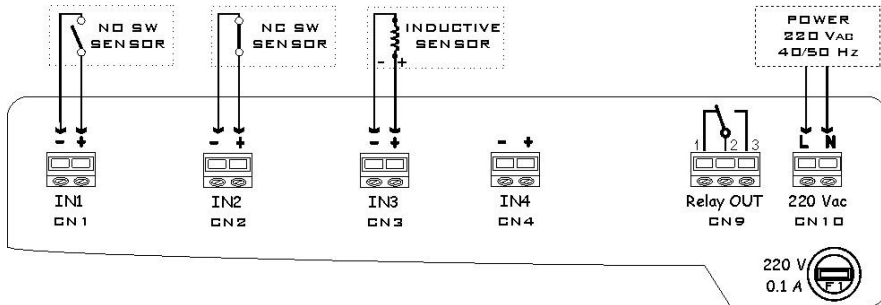 NO SW
SENSOR
NC SW
SENSOR
INDUCTIVE
SENSOR
- +
POWER
220 VAC
40/50 Hz
- +
- +
- +
- +
1 2 3
L N
IN1
CN1
IN2
CN2
IN3
CN3
IN4
CN4
Relay OUT
CN9
220 Vac
CN10
220 V
0.1 A
F1